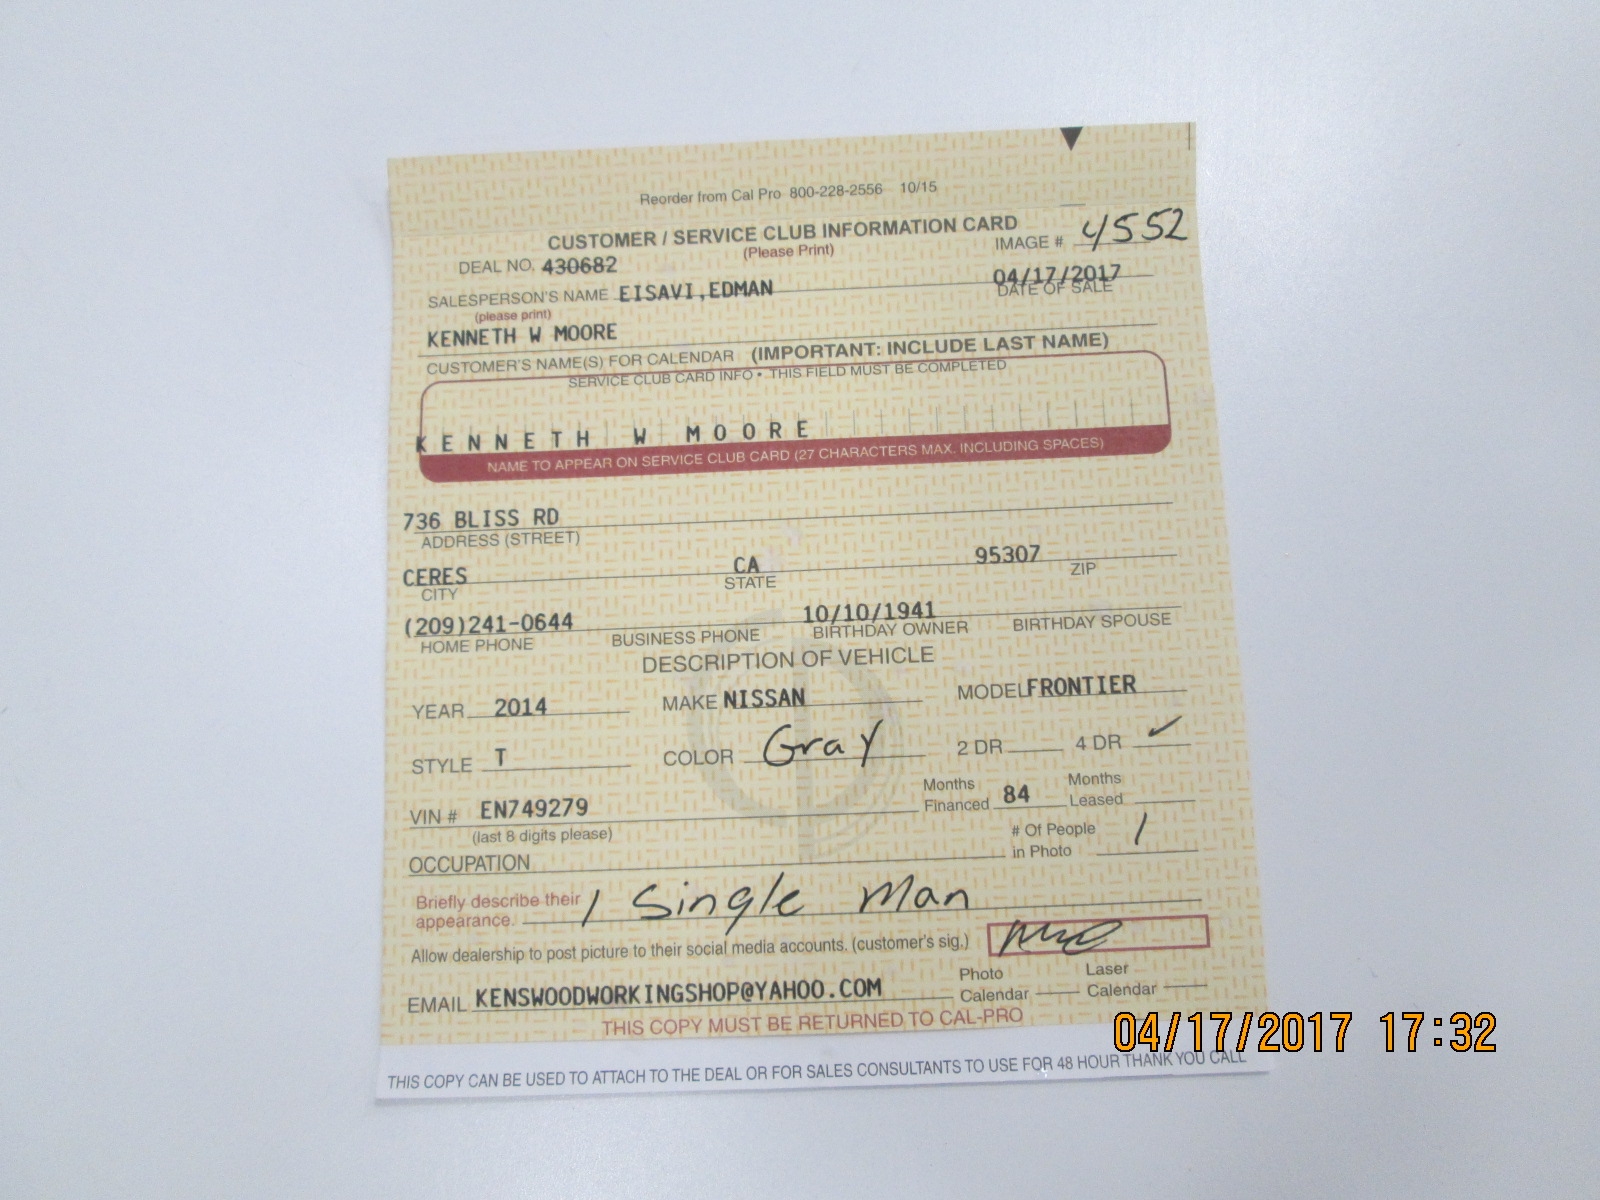 Reorder from Cal Pro 800-228-2556 10/15
CUSTOMER / SERVICE CLUB INFORMATION CARD
(Please Print)
IMAGE # 4552
DEAL NO. 430682
SALESPERSON'S NAME EISAVI,EDMAN
04/17/2017
(please print)
DATE OF SALE
KENNETH W MOORE
CUSTOMER'S NAME(S) FOR CALENDAR (IMPORTANT: INCLUDE LAST NAME)
SERVICE CLUB CARD INFO • THIS FIELD MUST BE COMPLETED
KENNETH W MOORE
NAME TO APPEAR ON SERVICE CLUB CARD (27 CHARACTERS MAX. INCLUDING SPACES)
736 BLISS RD
ADDRESS (STREET)
CERES CA 95307
CITY STATE ZIP
(209)241-0644 10/10/1941
HOME PHONE BUSINESS PHONE BIRTHDAY OWNER BIRTHDAY SPOUSE
DESCRIPTION OF VEHICLE
YEAR 2014 MAKE NISSAN MODEL FRONTIER
STYLE T COLOR Gray 2 DR 4 DR ✓
VIN # EN749279 Months Financed 84 Months Leased
(last 8 digits please)
OCCUPATION # Of People in Photo 1
Briefly describe their appearance. 1 Single Man
Allow dealership to post picture to their social media accounts. (customer's sig.)
EMAIL KENSWOODWORKINGSHOP@YAHOO.COM Photo Calendar Laser Calendar
THIS COPY MUST BE RETURNED TO CAL-PRO
THIS COPY CAN BE USED TO ATTACH TO THE DEAL OR FOR SALES CONSULTANTS TO USE FOR 48 HOUR THANK YOU CALL
04/17/2017 17:32